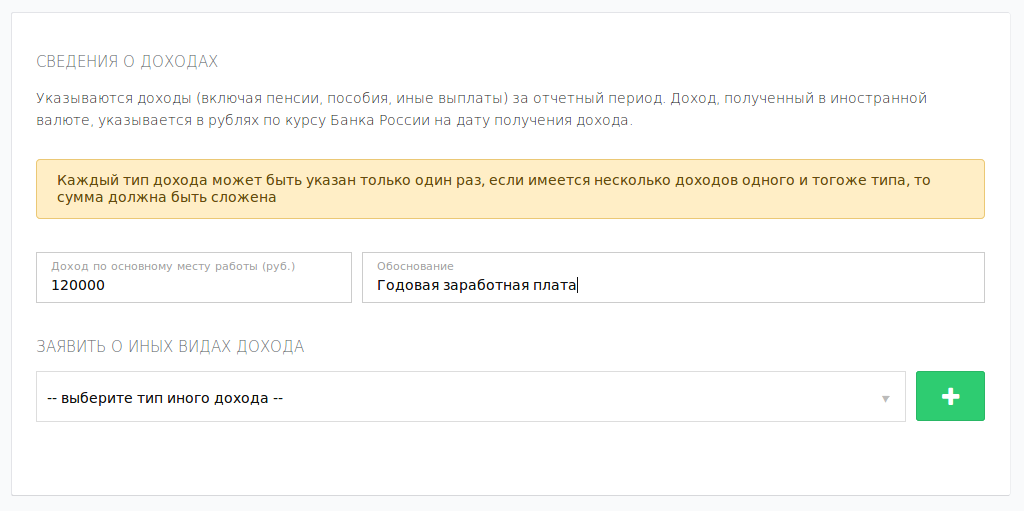 СВЕДЕНИЯ О ДОХОДАХ
Указываются доходы (включая пенсии, пособия, иные выплаты) за отчетный период. Доход, полученный в иностранной
валюте, указывается в рублях по курсу Банка России на дату получения дохода.
Каждый тип дохода может быть указан только один раз, если имеется несколько доходов одного и тогоже типа, то
сумма должна быть сложена
Доход по основному месту работы (руб.)
120000
Обоснование
Годовая заработная плата
ЗАЯВИТЬ О ИНЫХ ВИДАХ ДОХОДА
-- выберите тип иного дохода --